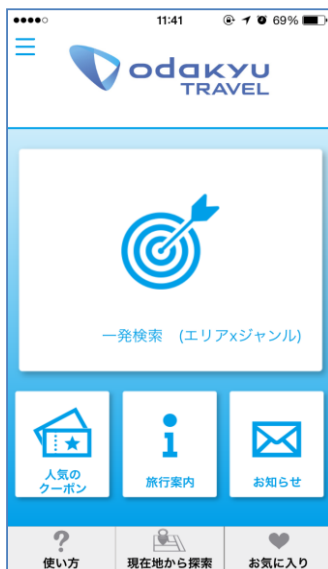 11:41
69%
odakyu
TRAVEL
一発検索 (エリアxジャンル)
人気の
クーポン
旅行案内
お知らせ
使い方
現在地から探索
お気に入り